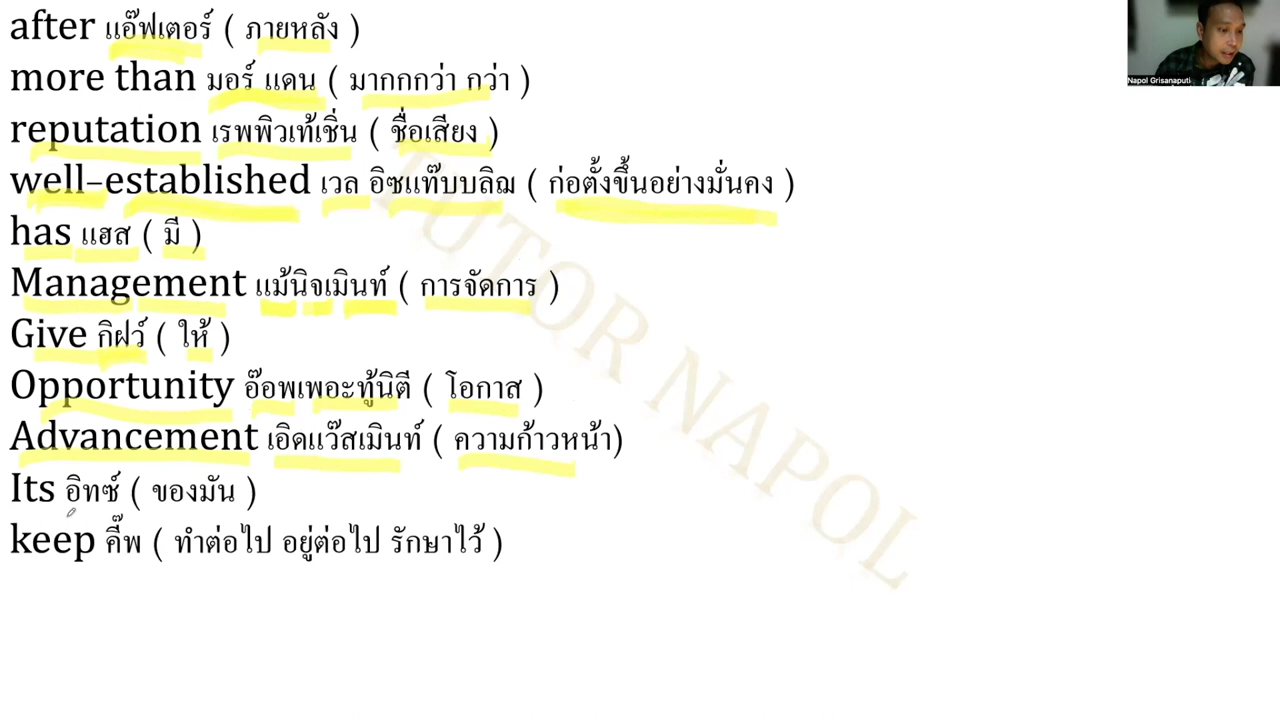 after แอ๊ฟเตอร์ ( ภายหลัง )
more than มอร์ แดน ( มากกกว่า กว่า )
reputation เรพพิวเท้เชิ่น ( ชื่อเสียง )
well-established เวล อิซแท๊บบลิฌ ( ก่อตั้งขึ้นอย่างมั่นคง )
has แฮส ( มี )
Management แม้นิจเมินท์ ( การจัดการ )
Give กิฝว์ ( ให้ )
Opportunity อ๊อพเพอะทู้นิตี ( โอกาส )
Advancement เอิดแว๊สเมินท์ ( ความก้าวหน้า)
Its อิทซ์ ( ของมัน )
keep คี๊พ ( ทำต่อไป อยู่ต่อไป รักษาไว้ )
TUTOR NAPOL
Napol Grisanaputi